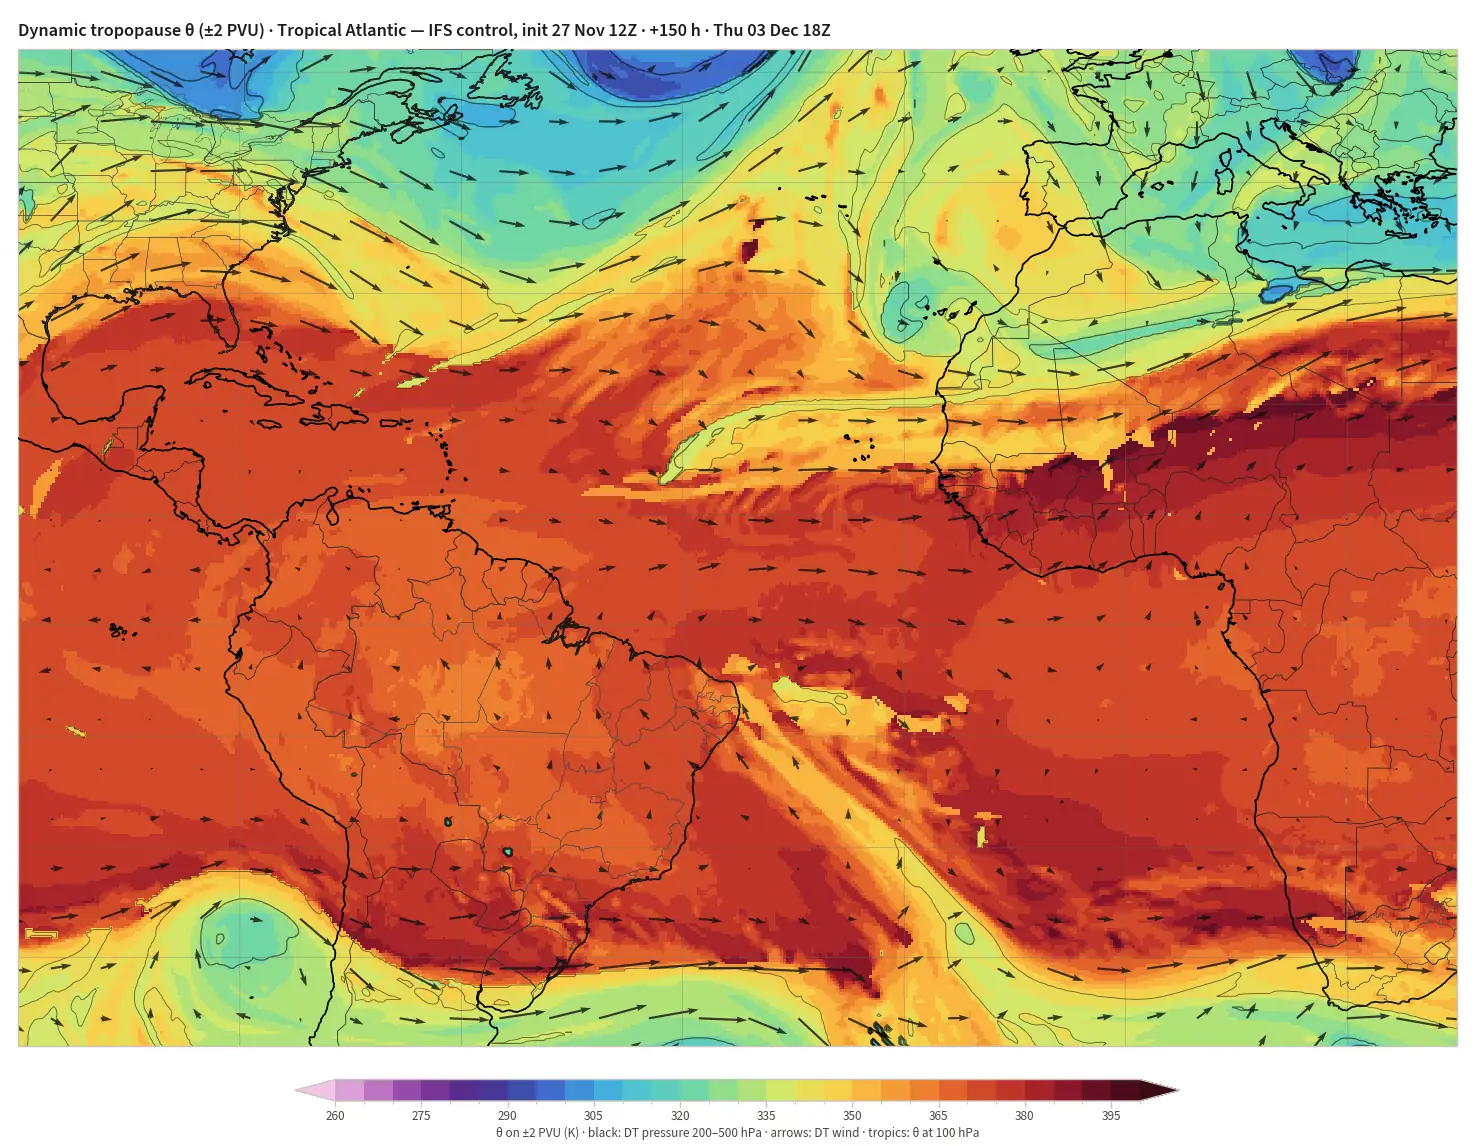 Dynamic tropopause θ (±2 PVU) · Tropical Atlantic — IFS control, init 27 Nov 12Z · +150 h · Thu 03 Dec 18Z
260 275 290 305 320 335 350 365 380 395
θ on ±2 PVU (K) · black: DT pressure 200–500 hPa · arrows: DT wind · tropics: θ at 100 hPa